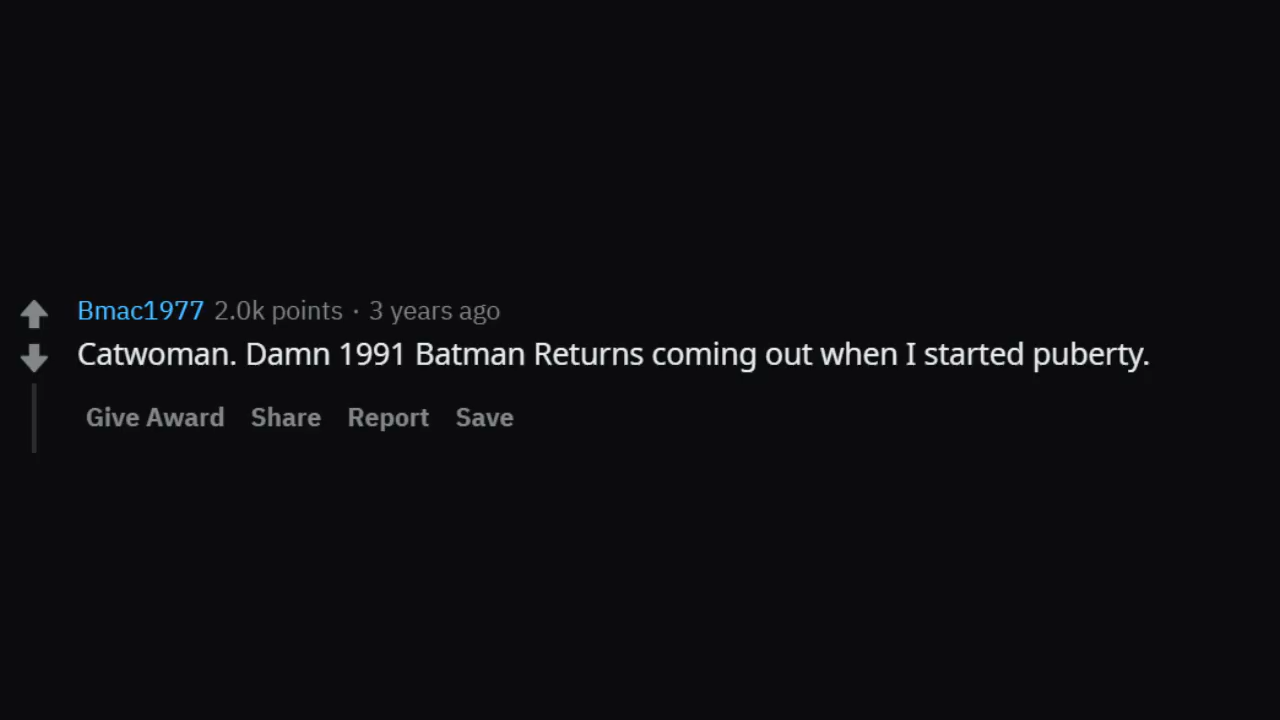 Bmac1977 2.0k points · 3 years ago
Catwoman. Damn 1991 Batman Returns coming out when I started puberty.
Give Award Share Report Save